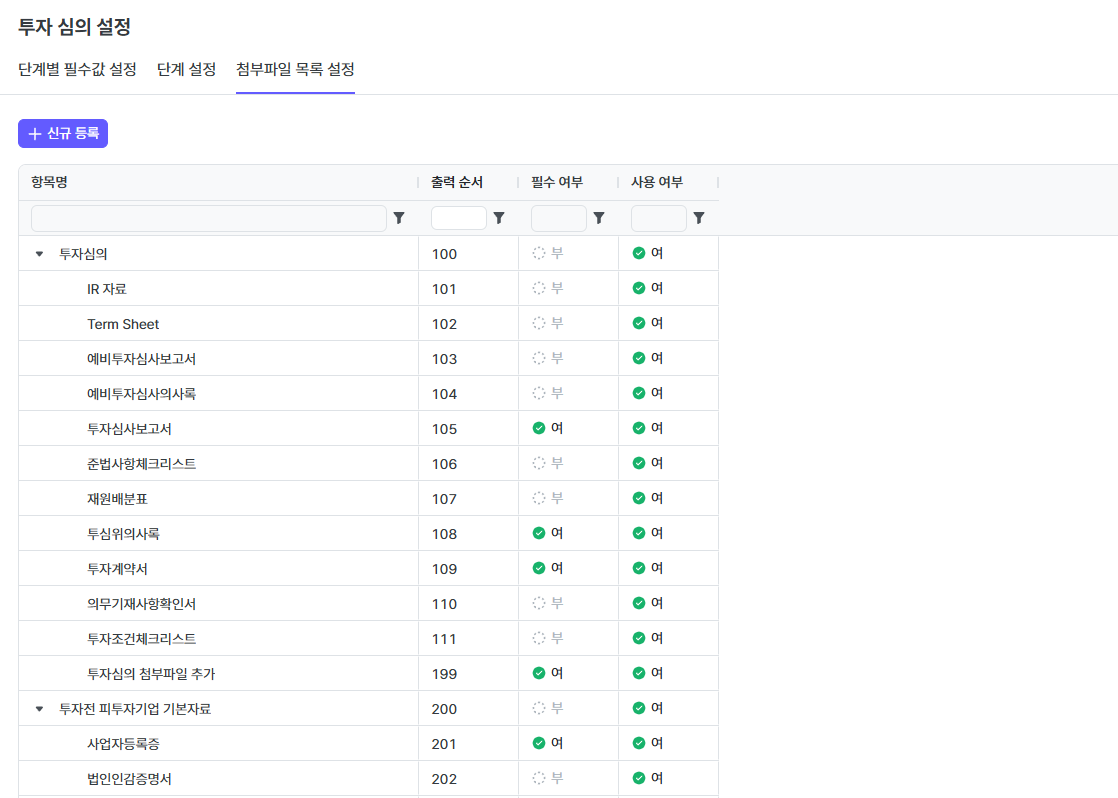 투자 심의 설정
단계별 필수값 설정 단계 설정 첨부파일 목록 설정
신규 등록
항목명 출력 순서 필수 여부 사용 여부
투자심의 100 부 여
IR 자료 101 부 여
Term Sheet 102 부 여
예비투자심사보고서 103 부 여
예비투자심사의사록 104 부 여
투자심사보고서 105 여 여
준법사항체크리스트 106 부 여
재원배분표 107 부 여
투심위의사록 108 여 여
투자계약서 109 여 여
의무기재사항확인서 110 부 여
투자조건체크리스트 111 부 여
투자심의 첨부파일 추가 199 여 여
투자전 피투자기업 기본자료 200 부 여
사업자등록증 201 여 여
법인인감증명서 202 부 여